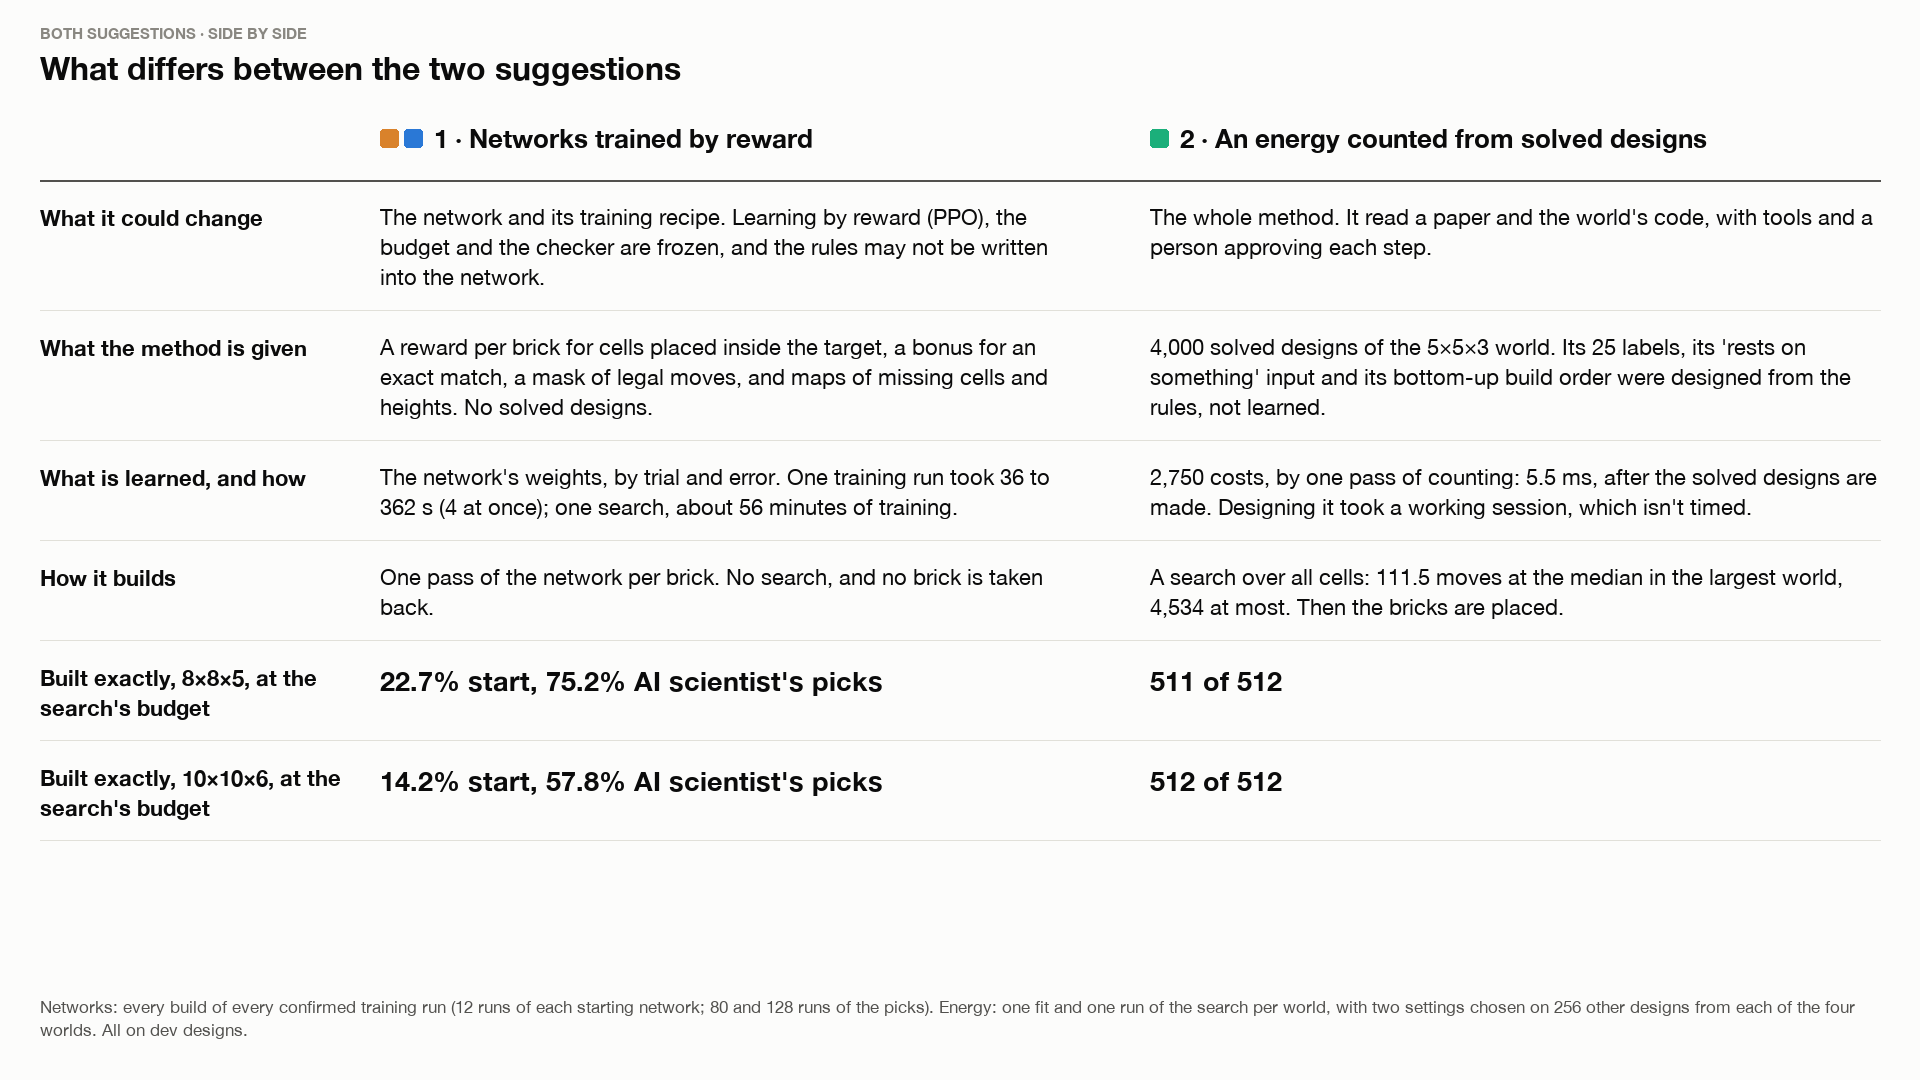 BOTH SUGGESTIONS · SIDE BY SIDE
What differs between the two suggestions
1 · Networks trained by reward
2 · An energy counted from solved designs
What it could change
The network and its training recipe. Learning by reward (PPO), the
budget and the checker are frozen, and the rules may not be written
into the network.
The whole method. It read a paper and the world's code, with tools and a
person approving each step.
What the method is given
A reward per brick for cells placed inside the target, a bonus for an
exact match, a mask of legal moves, and maps of missing cells and
heights. No solved designs.
4,000 solved designs of the 5×5×3 world. Its 25 labels, its 'rests on
something' input and its bottom-up build order were designed from the
rules, not learned.
What is learned, and how
The network's weights, by trial and error. One training run took 36 to
362 s (4 at once); one search, about 56 minutes of training.
2,750 costs, by one pass of counting: 5.5 ms, after the solved designs are
made. Designing it took a working session, which isn't timed.
How it builds
One pass of the network per brick. No search, and no brick is taken
back.
A search over all cells: 111.5 moves at the median in the largest world,
4,534 at most. Then the bricks are placed.
Built exactly, 8×8×5, at the
search's budget
22.7% start, 75.2% AI scientist's picks
511 of 512
Built exactly, 10×10×6, at the
search's budget
14.2% start, 57.8% AI scientist's picks
512 of 512
Networks: every build of every confirmed training run (12 runs of each starting network; 80 and 128 runs of the picks). Energy: one fit and one run of the search per world, with two settings chosen on 256 other designs from each of the four
worlds. All on dev designs.